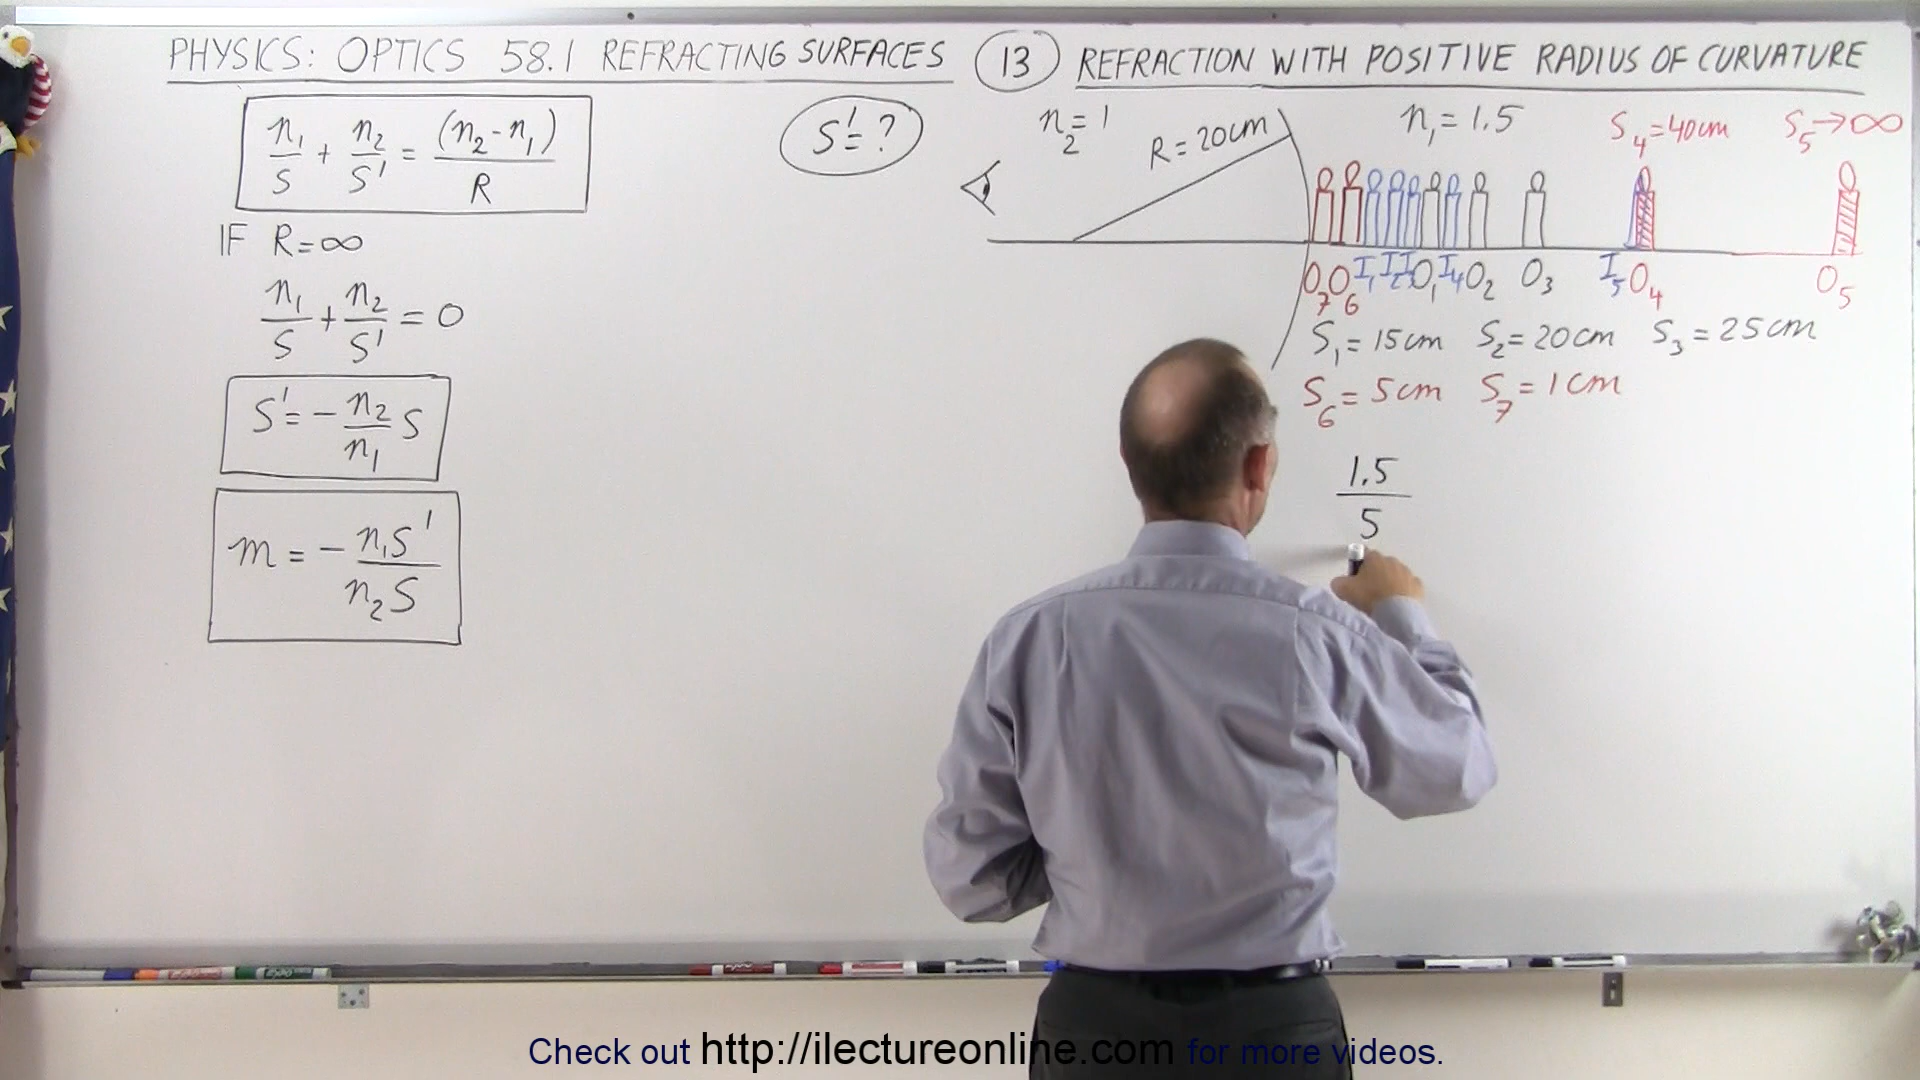 PHYSICS: OPTICS 58.1 REFRACTING SURFACES 13 REFRACTION WITH POSITIVE RADIUS OF CURVATURE
n₁/S + n₂/S' = (n₂-n₁)/R
IF R=∞
n₁/S + n₂/S' = 0
S' = - n₂/n₁ S
m = - n₁S'/n₂S
S' = ?
n₂ = 1
R = 20cm
n₁ = 1.5
S₄ = 40cm
S₅ → ∞
O₇ O₆ I₁ I₂ I₃ O₁ I₄ O₂ O₃ I₅ O₄ O₅
S₁ = 15cm S₂ = 20cm S₃ = 25cm
S₆ = 5cm S₇ = 1cm
1.5/5
Check out http://ilectureonline.com for more videos.